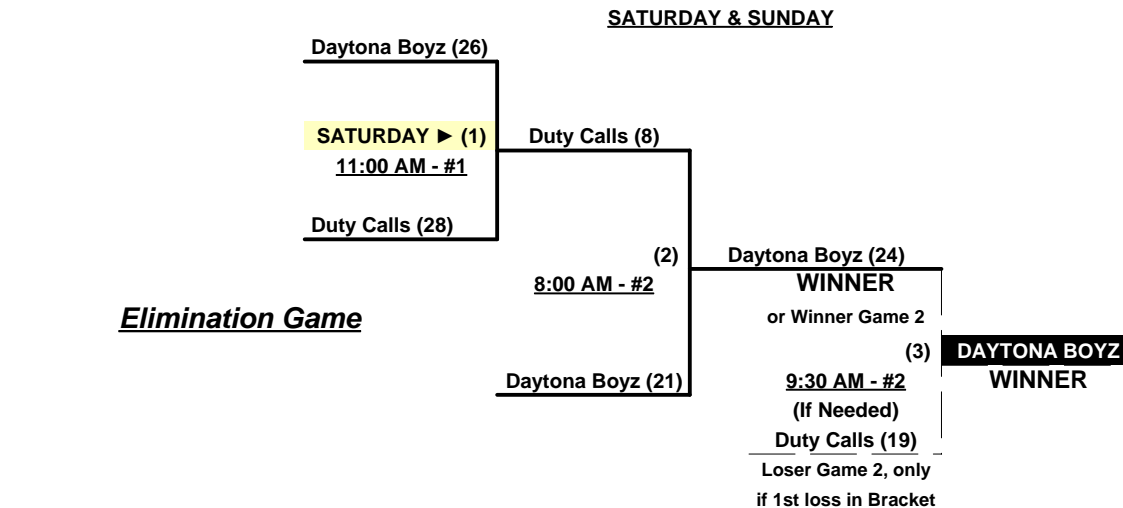 SATURDAY & SUNDAY
Daytona Boyz (26)
SATURDAY ► (1)
Duty Calls (8)
11:00 AM - #1
Duty Calls (28)
(2)
Daytona Boyz (24)
8:00 AM - #2
WINNER
Elimination Game
or Winner Game 2
(3)
DAYTONA BOYZ
Daytona Boyz (21)
9:30 AM - #2
WINNER
(If Needed)
Duty Calls (19)
Loser Game 2, only
if 1st loss in Bracket